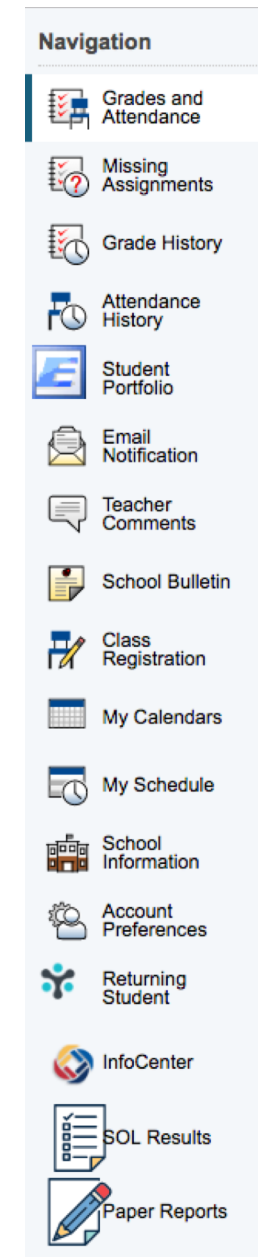 Navigation
Grades and
Attendance
Missing
Assignments
Grade History
Attendance
History
Student
Portfolio
Email
Notification
Teacher
Comments
School Bulletin
Class
Registration
My Calendars
My Schedule
School
Information
Account
Preferences
Returning
Student
InfoCenter
SOL Results
Paper Reports